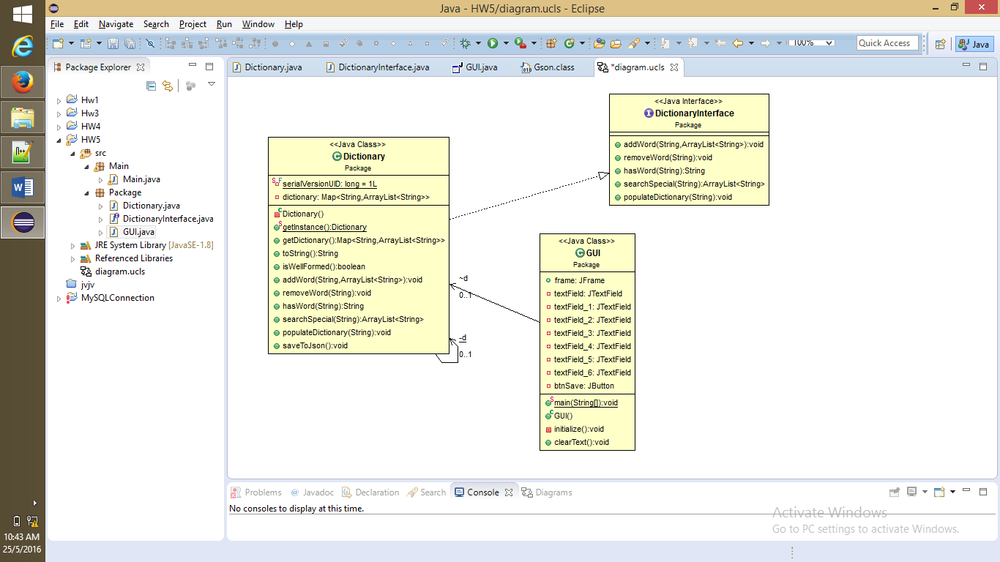 Java - HW5/diagram.ucls - Eclipse
File Edit Navigate Search Project Run Window Help
100%
Quick Access
Java
Package Explorer
Hw1
Hw3
HW4
HW5
src
Main
Main.java
Package
Dictionary.java
DictionaryInterface.java
GUI.java
JRE System Library [JavaSE-1.8]
Referenced Libraries
diagram.ucls
jvjv
MySQLConnection
Dictionary.java DictionaryInterface.java GUI.java Gson.class *diagram.ucls
<<Java Class>>
Dictionary
Package
serialVersionUID: long = 1L
dictionary: Map<String,ArrayList<String>>
Dictionary()
getInstance():Dictionary
getDictionary():Map<String,ArrayList<String>>
toString():String
isWellFormed():boolean
addWord(String,ArrayList<String>):void
removeWord(String):void
hasWord(String):String
searchSpecial(String):ArrayList<String>
populateDictionary(String):void
saveToJson():void
~d
0..1
-d
0..1
<<Java Interface>>
DictionaryInterface
Package
addWord(String,ArrayList<String>):void
removeWord(String):void
hasWord(String):String
searchSpecial(String):ArrayList<String>
populateDictionary(String):void
<<Java Class>>
GUI
Package
frame: JFrame
textField: JTextField
textField_1: JTextField
textField_2: JTextField
textField_3: JTextField
textField_4: JTextField
textField_5: JTextField
textField_6: JTextField
btnSave: JButton
main(String[]):void
GUI()
initialize():void
clearText():void
Problems @ Javadoc Declaration Search Console Diagrams
No consoles to display at this time.
Activate Windows
Go to PC settings to activate Windows.
10:43 AM
25/5/2016